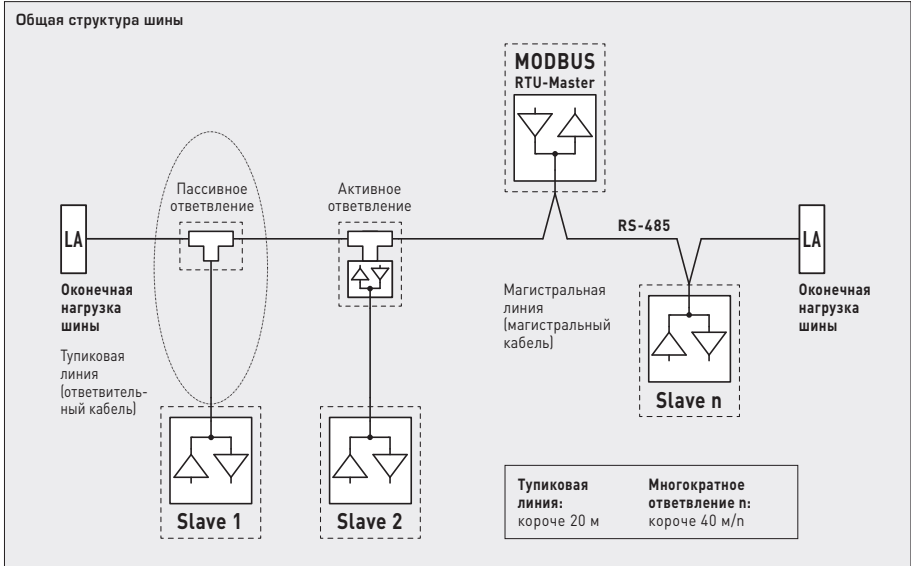 Общая структура шины
MODBUS
RTU-Master
Пассивное
ответвление
Активное
ответвление
RS-485
LA
LA
Оконечная
нагрузка
шины
Магистральная
линия
(магистральный
кабель)
Оконечная
нагрузка
шины
Тупиковая
линия
(ответвитель-
ный кабель)
Slave n
Slave 1
Slave 2
Тупиковая
линия:
короче 20 м
Многократное
ответвление n:
короче 40 м/n